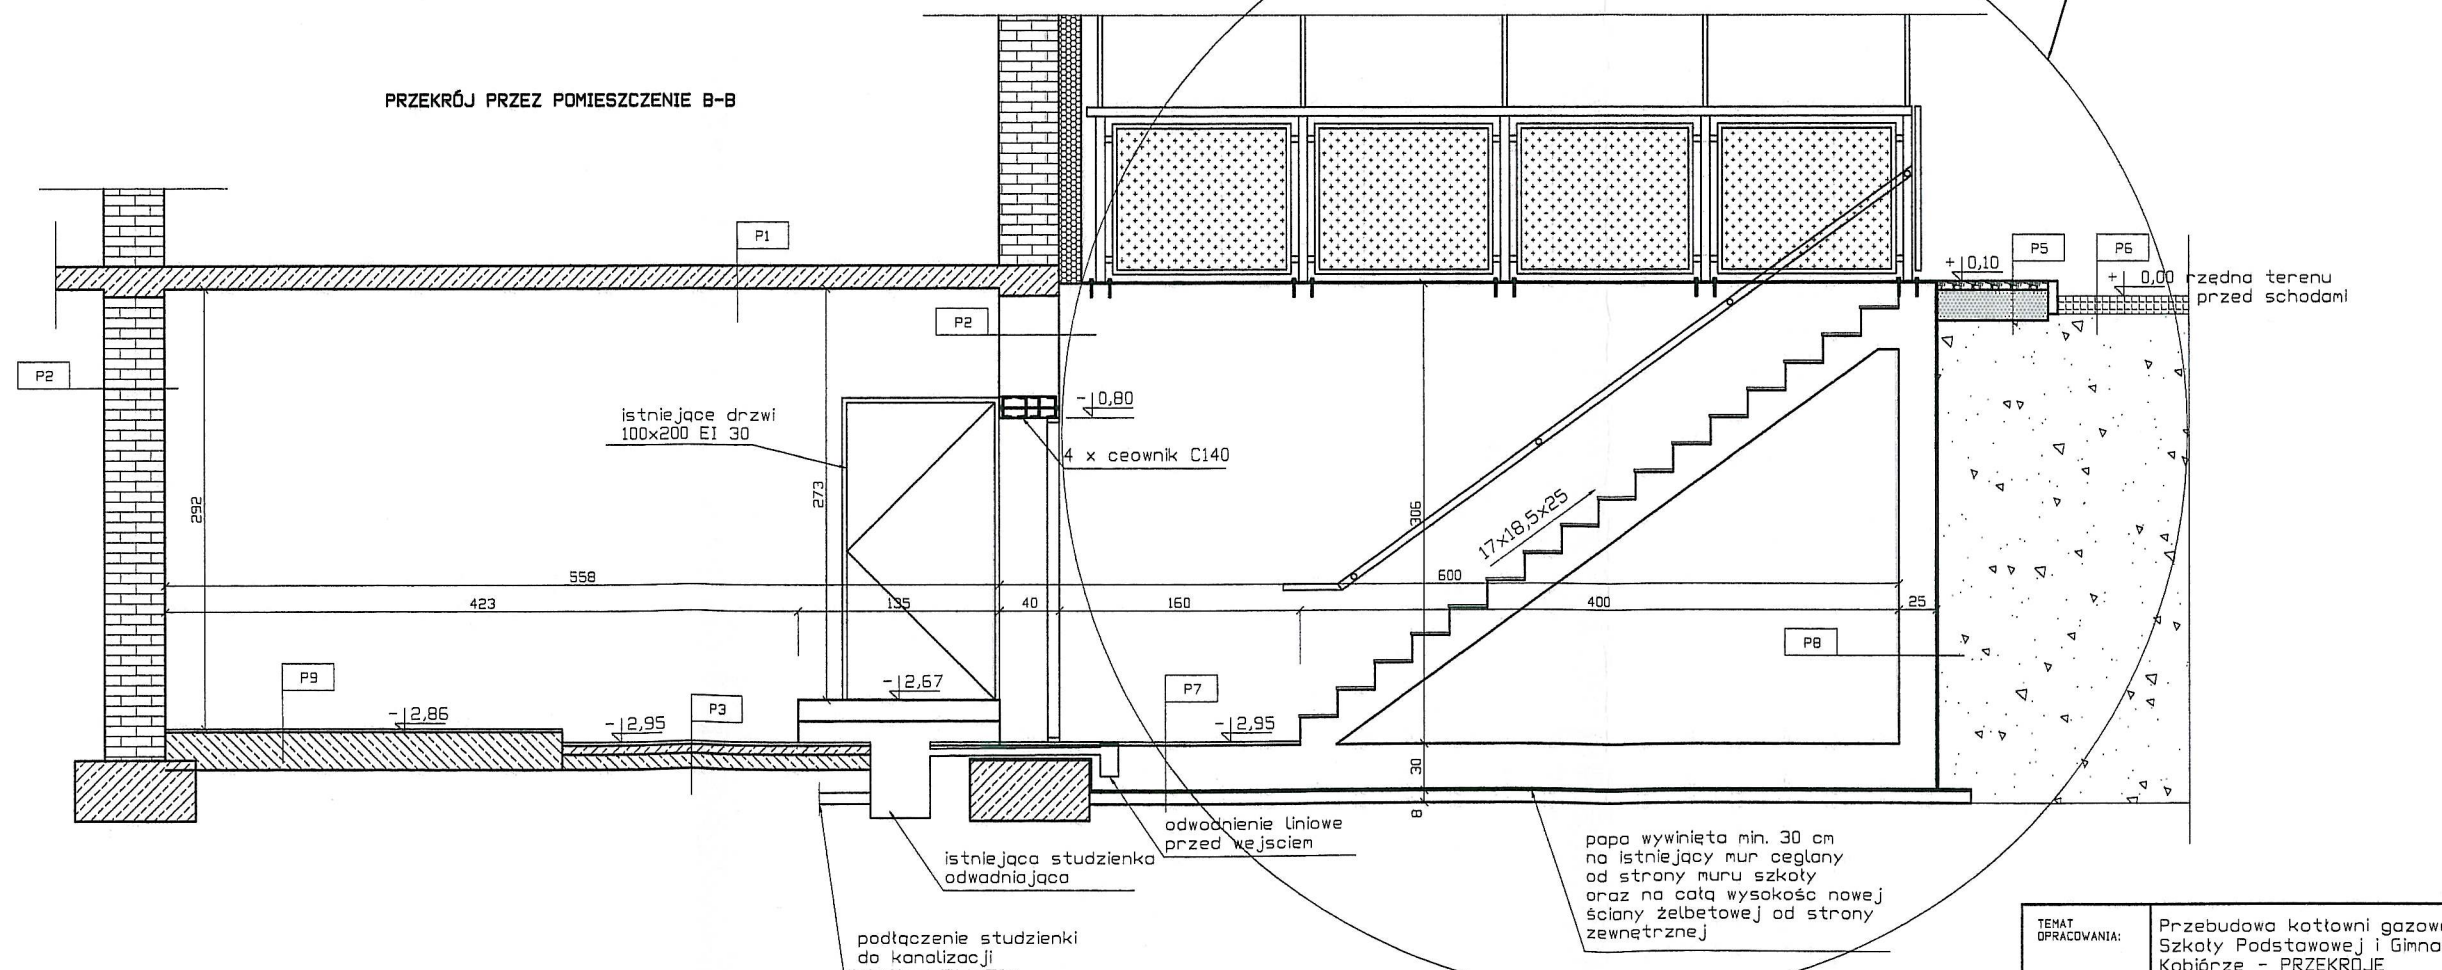 PRZEKRÓJ PRZEZ POMIESZCZENIE B-B
P1
P5
P6
+ 0,10
+ 0,00 rzędna terenu
przed schodami
P2
P2
- 0,80
istniejące drzwi
100x200 EI 30
4 x ceownik C140
292
273
306
17x18,5x25
558
600
423
135
40
160
400
25
P8
P9
P3
P7
- 2,67
- 2,86
- 2,95
- 2,95
30
8
odwodnienie liniowe
przed wejsciem
istniejąca studzienka
odwadniająca
papa wywinięta min. 30 cm
na istniejący mur ceglany
od strony muru szkoły
oraz na całą wysokośc nowej
ściany żelbetowej od strony
zewnętrznej
podłączenie studzienki
do kanalizacji
TEMAT
OPRACOWANIA:
Przebudowa kotłowni gazow
Szkoły Podstawowej i Gimna
Kobiórze - PRZEKROJE